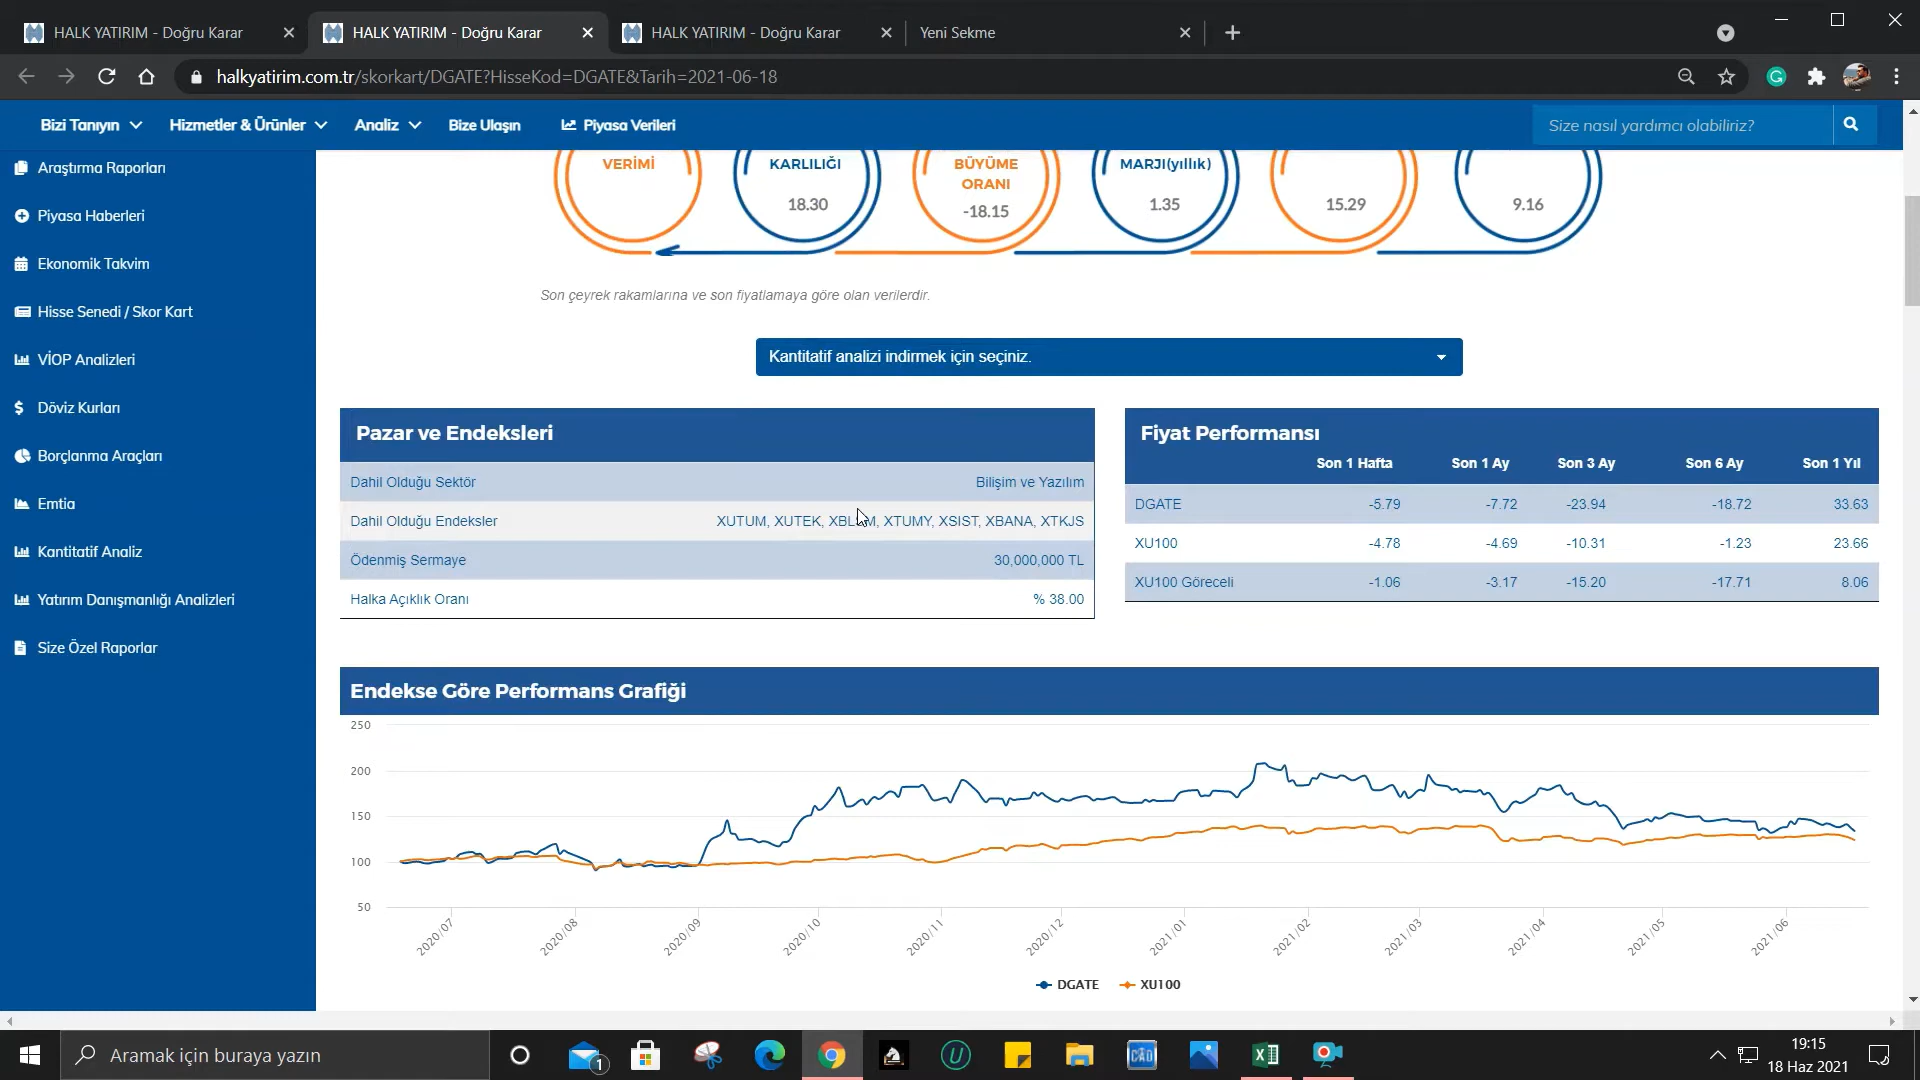 HALK YATIRIM - Doğru Karar
HALK YATIRIM - Doğru Karar
HALK YATIRIM - Doğru Karar
Yeni Sekme
halkyatirim.com.tr/skorkart/DGATE?HisseKod=DGATE&Tarih=2021-06-18
Bizi Tanıyın
Hizmetler & Ürünler
Analiz
Bize Ulaşın
Piyasa Verileri
Size nasıl yardımcı olabiliriz?
Araştırma Raporları
Piyasa Haberleri
Ekonomik Takvim
Hisse Senedi / Skor Kart
VİOP Analizleri
Döviz Kurları
Borçlanma Araçları
Emtia
Kantitatif Analiz
Yatırım Danışmanlığı Analizleri
Size Özel Raporlar
VERİMİ
KARLILIĞI
18.30
BÜYÜME
ORANI
-18.15
MARJI(yıllık)
1.35
15.29
9.16
Son çeyrek rakamlarına ve son fiyatlamaya göre olan verilerdir.
Kantitatif analizi indirmek için seçiniz.
Pazar ve Endeksleri
Dahil Olduğu Sektör Bilişim ve Yazılım
Dahil Olduğu Endeksler XUTUM, XUTEK, XBLSM, XTUMY, XSIST, XBANA, XTKJS
Ödenmiş Sermaye 30,000,000 TL
Halka Açıklık Oranı % 38.00
Fiyat Performansı
Son 1 Hafta Son 1 Ay Son 3 Ay Son 6 Ay Son 1 Yıl
DGATE -5.79 -7.72 -23.94 -18.72 33.63
XU100 -4.78 -4.69 -10.31 -1.23 23.66
XU100 Göreceli -1.06 -3.17 -15.20 -17.71 8.06
Endekse Göre Performans Grafiği
250
200
150
100
50
2020/07 2020/08 2020/09 2020/10 2020/11 2020/12 2021/01 2021/02 2021/03 2021/04 2021/05 2021/06
DGATE XU100
Aramak için buraya yazın
1
CAD
19:15
18 Haz 2021